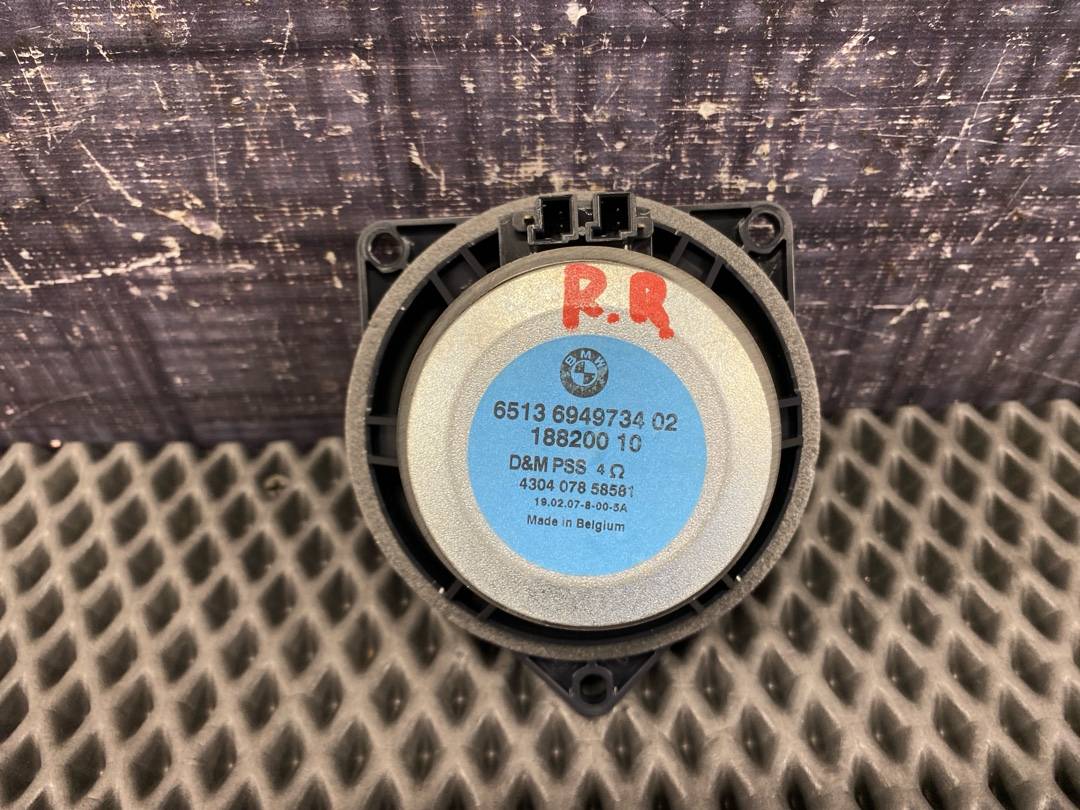 R.R.
BMW
6513 6949734 02
188200 10
D&M PSS 4 Ω
4304 078 58581
19.02.07-8-00-5A
Made in Belgium